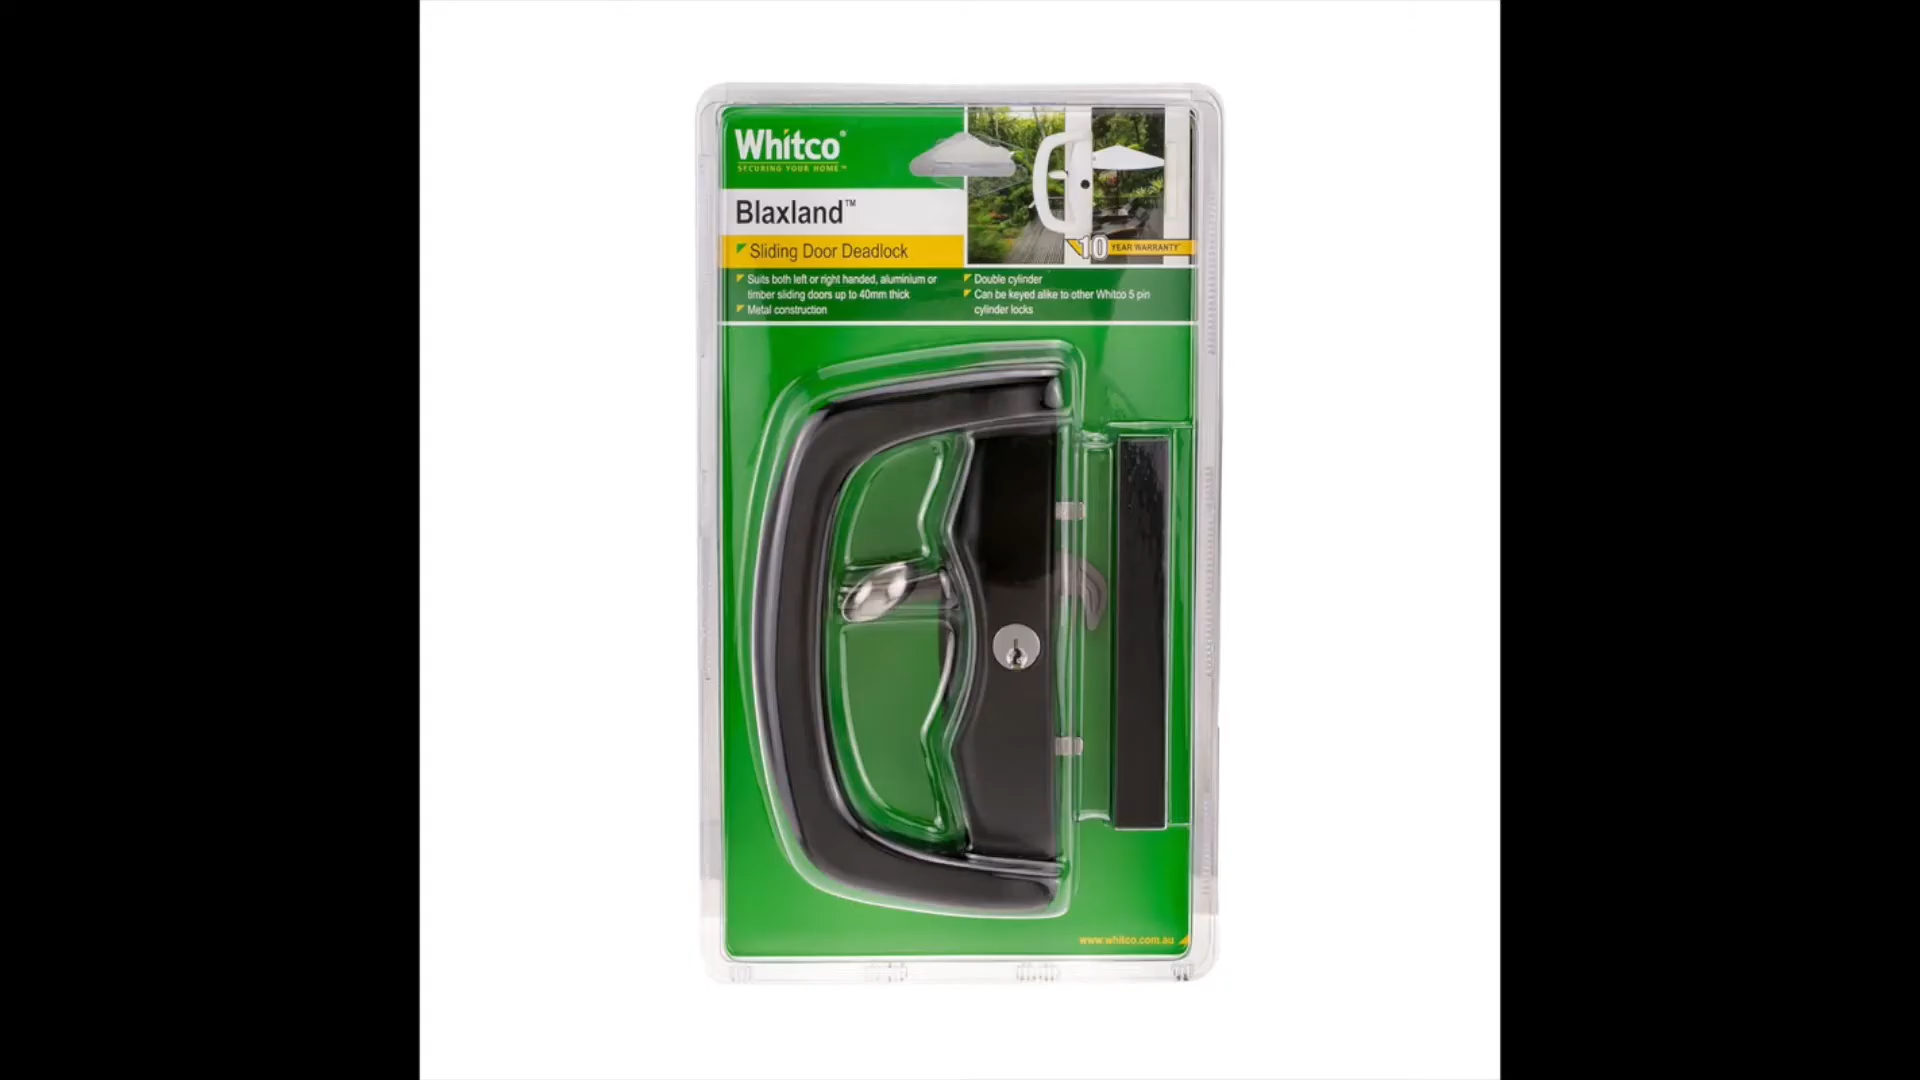 Whitco®
SECURING YOUR HOME™
Blaxland™
Sliding Door Deadlock
10 YEAR WARRANTY
Suits both left or right handed, aluminium or
timber sliding doors up to 40mm thick
Metal construction
Double cylinder
Can be keyed alike to other Whitco 5 pin
cylinder locks
www.whitco.com.au